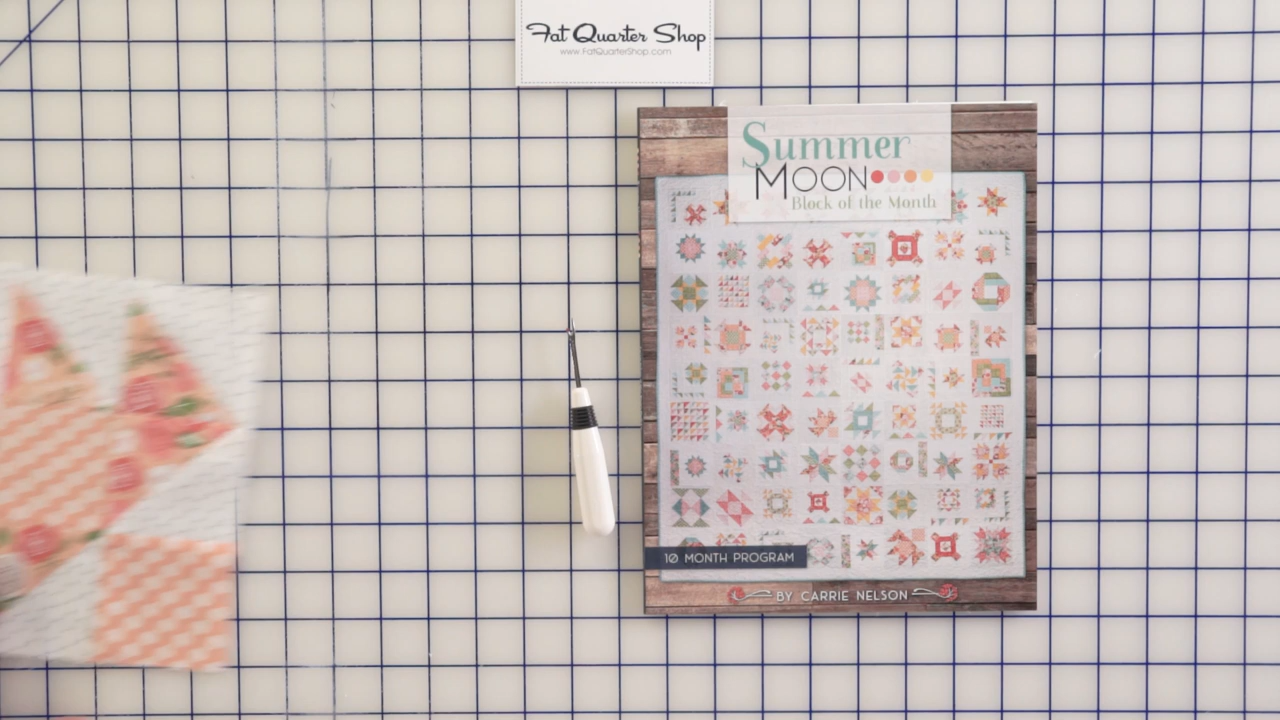 Fat Quarter Shop
www.FatQuarterShop.com
Summer
MOON
Block of the Month
10 MONTH PROGRAM
BY CARRIE NELSON